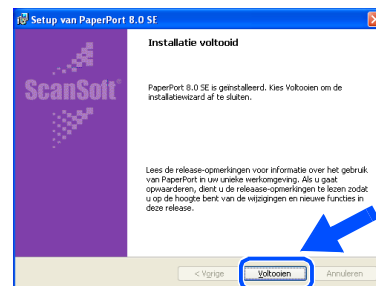 Setup van PaperPort 8.0 SE
Installatie voltooid
ScanSoft®
PaperPort 8.0 SE is geïnstalleerd. Kies Voltooien om de
installatiewizard af te sluiten.
Lees de release-opmerkingen voor informatie over het gebruik
van PaperPort in uw unieke werkomgeving. Als u gaat
opwaarderen, dient u de releaase-opmerkingen te lezen zodat
u op de hoogte bent van de wijzigingen en nieuwe functies in
deze release.
< Vorige
Voltooien
Annuleren